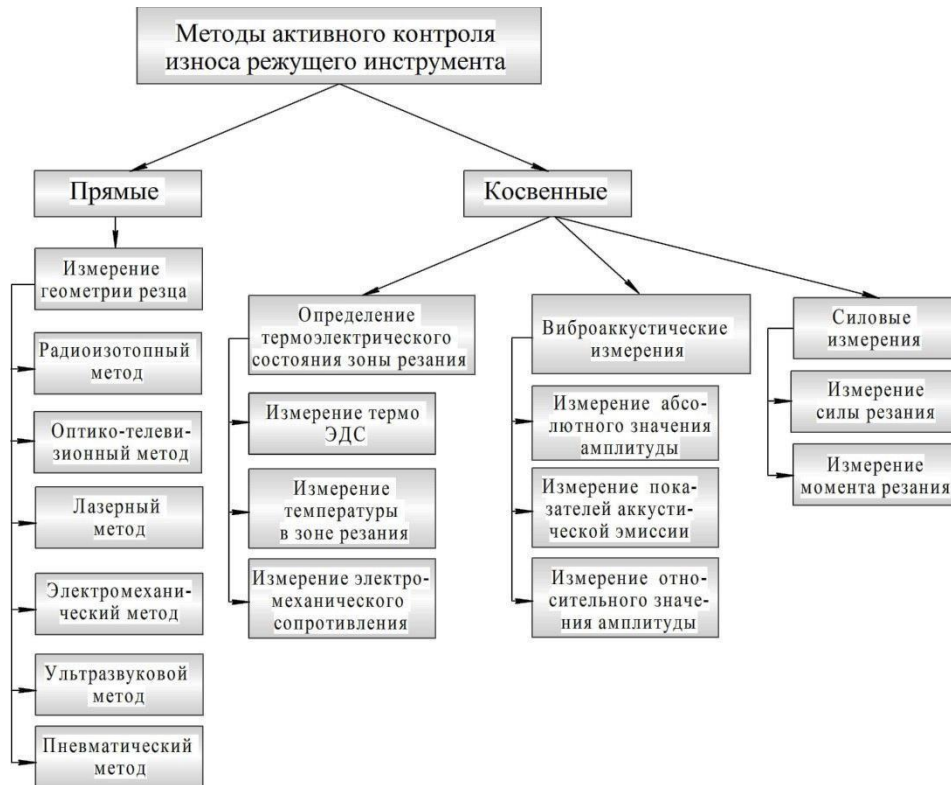 Методы активного контроля
износа режущего инструмента
Прямые
Косвенные
Измерение
геометрии резца
Радиоизотопный
метод
Оптико-телеви-
зионный метод
Лазерный
метод
Электромехани-
ческий метод
Ультразвуковой
метод
Пневматический
метод
Определение
термоэлектрического
состояния зоны резания
Измерение термо
ЭДС
Измерение
температуры
в зоне резания
Измерение электро-
механического
сопротивления
Виброаккустические
измерения
Измерение абсо-
лютного значения
амплитуды
Измерение пока-
зателей аккусти-
ческой эмиссии
Измерение отно-
сительного значе-
ния амплитуды
Силовые
измерения
Измерение
силы резания
Измерение
момента резания